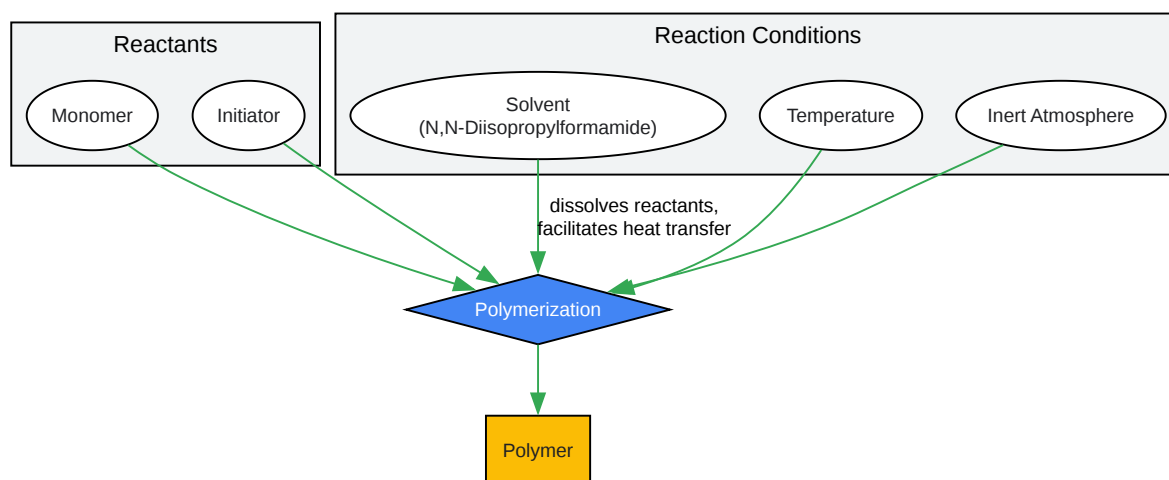 Reactants
Reaction Conditions
Monomer
Initiator
Solvent
(N,N-Diisopropylformamide)
Temperature
Inert Atmosphere
dissolves reactants,
facilitates heat transfer
Polymerization
Polymer